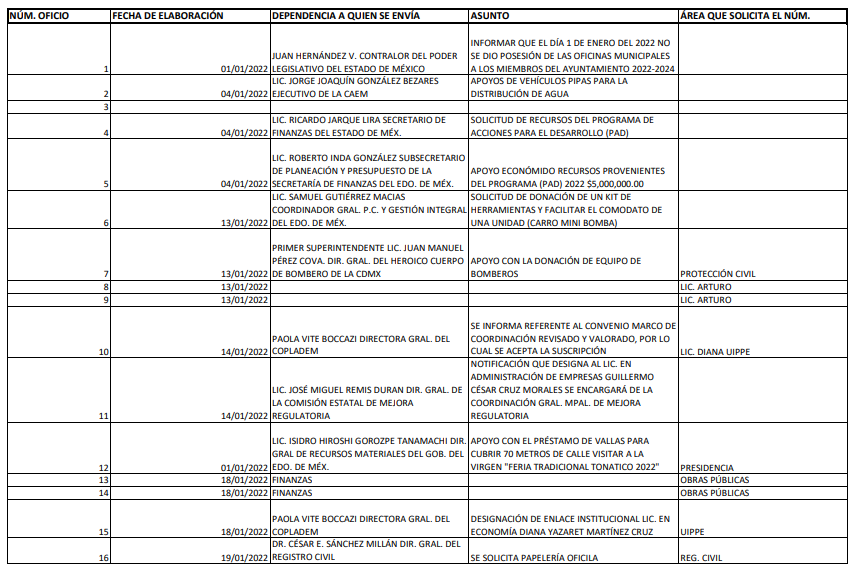 NÚM. OFICIO FECHA DE ELABORACIÓN DEPENDENCIA A QUIEN SE ENVÍA ASUNTO ÁREA QUE SOLICITA EL NÚM.
INFORMAR QUE EL DÍA 1 DE ENERO DEL 2022 NO
JUAN HERNÁNDEZ V. CONTRALOR DEL PODER SE DIO POSESIÓN DE LAS OFICINAS MUNICIPALES
1 01/01/2022 LEGISLATIVO DEL ESTADO DE MÉXICO A LOS MIEMBROS DEL AYUNTAMIENTO 2022-2024
LIC. JORGE JOAQUÍN GONZÁLEZ BEZARES APOYOS DE VEHÍCULOS PIPAS PARA LA
2 04/01/2022 EJECUTIVO DE LA CAEM DISTRIBUCIÓN DE AGUA
3
LIC. RICARDO JARQUE LIRA SECRETARIO DE SOLICITUD DE RECURSOS DEL PROGRAMA DE
4 04/01/2022 FINANZAS DEL ESTADO DE MÉX. ACCIONES PARA EL DESARROLLO (PAD)
LIC. ROBERTO INDA GONZÁLEZ SUBSECRETARIO
DE PLANEACIÓN Y PRESUPUESTO DE LA APOYO ECONÓMIDO RECURSOS PROVENIENTES
5 04/01/2022 SECRETARÍA DE FINANZAS DEL EDO. DE MÉX. DEL PROGRAMA (PAD) 2022 $5,000,000.00
LIC. SAMUEL GUTIÉRREZ MACIAS SOLICITUD DE DONACIÓN DE UN KIT DE
COORDINADOR GRAL. P.C. Y GESTIÓN INTEGRAL HERRAMIENTAS Y FACILITAR EL COMODATO DE
6 13/01/2022 DEL EDO. DE MÉX. UNA UNIDAD (CARRO MINI BOMBA)
PRIMER SUPERINTENDENTE LIC. JUAN MANUEL
PÉREZ COVA. DIR. GRAL. DEL HEROICO CUERPO APOYO CON LA DONACIÓN DE EQUIPO DE
7 13/01/2022 DE BOMBERO DE LA CDMX BOMBEROS PROTECCIÓN CIVIL
8 13/01/2022 LIC. ARTURO
9 13/01/2022 LIC. ARTURO
SE INFORMA REFERENTE AL CONVENIO MARCO DE
PAOLA VITE BOCCAZI DIRECTORA GRAL. DEL COORDINACIÓN REVISADO Y VALORADO, POR LO
10 14/01/2022 COPLADEM CUAL SE ACEPTA LA SUSCRIPCIÓN LIC. DIANA UIPPE
NOTIFICACIÓN QUE DESIGNA AL LIC. EN
ADMINISTRACIÓN DE EMPRESAS GUILLERMO
LIC. JOSÉ MIGUEL REMIS DURAN DIR. GRAL. DE CÉSAR CRUZ MORALES SE ENCARGARÁ DE LA
LA COMISIÓN ESTATAL DE MEJORA COORDINACIÓN GRAL. MPAL. DE MEJORA
11 14/01/2022 REGULATORIA REGULATORIA
LIC. ISIDRO HIROSHI GOROZPE TANAMACHI DIR. APOYO CON EL PRÉSTAMO DE VALLAS PARA
GRAL DE RECURSOS MATERIALES DEL GOB. DEL CUBRIR 70 METROS DE CALLE VISITAR A LA
12 01/01/2022 EDO. DE MÉX. VIRGEN "FERIA TRADICIONAL TONATICO 2022" PRESIDENCIA
13 18/01/2022 FINANZAS OBRAS PÚBLICAS
14 18/01/2022 FINANZAS OBRAS PÚBLICAS
PAOLA VITE BOCCAZI DIRECTORA GRAL. DEL DESIGNACIÓN DE ENLACE INSTITUCIONAL LIC. EN
15 18/01/2022 COPLADEM ECONOMÍA DIANA YAZARET MARTÍNEZ CRUZ UIPPE
DR. CÉSAR E. SÁNCHEZ MILLÁN DIR. GRAL. DEL
16 19/01/2022 REGISTRO CIVIL SE SOLICITA PAPELERÍA OFICILA REG. CIVIL